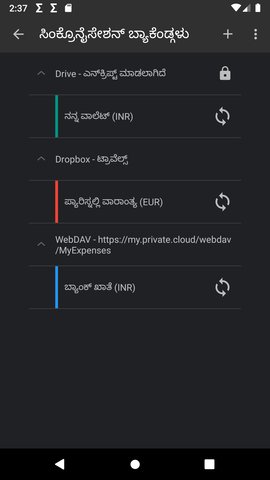 2:37
ಸಿಂಕ್ರೊನೈಸೇಶನ್ ಬ್ಯಾಕೆಂಡ್ಗಳು
Drive - ಎನ್‌ಕ್ರಿಪ್ಟ್ ಮಾಡಲಾಗಿದೆ
ನನ್ನ ವಾಲೆಟ್ (INR)
Dropbox - ಟ್ರಾವೆಲ್ಸ್
ಪ್ಯಾರಿಸ್ನಲ್ಲಿ ವಾರಾಂತ್ಯ (EUR)
WebDAV - https://my.private.cloud/webdav
/MyExpenses
ಬ್ಯಾಂಕ್ ಖಾತೆ (INR)